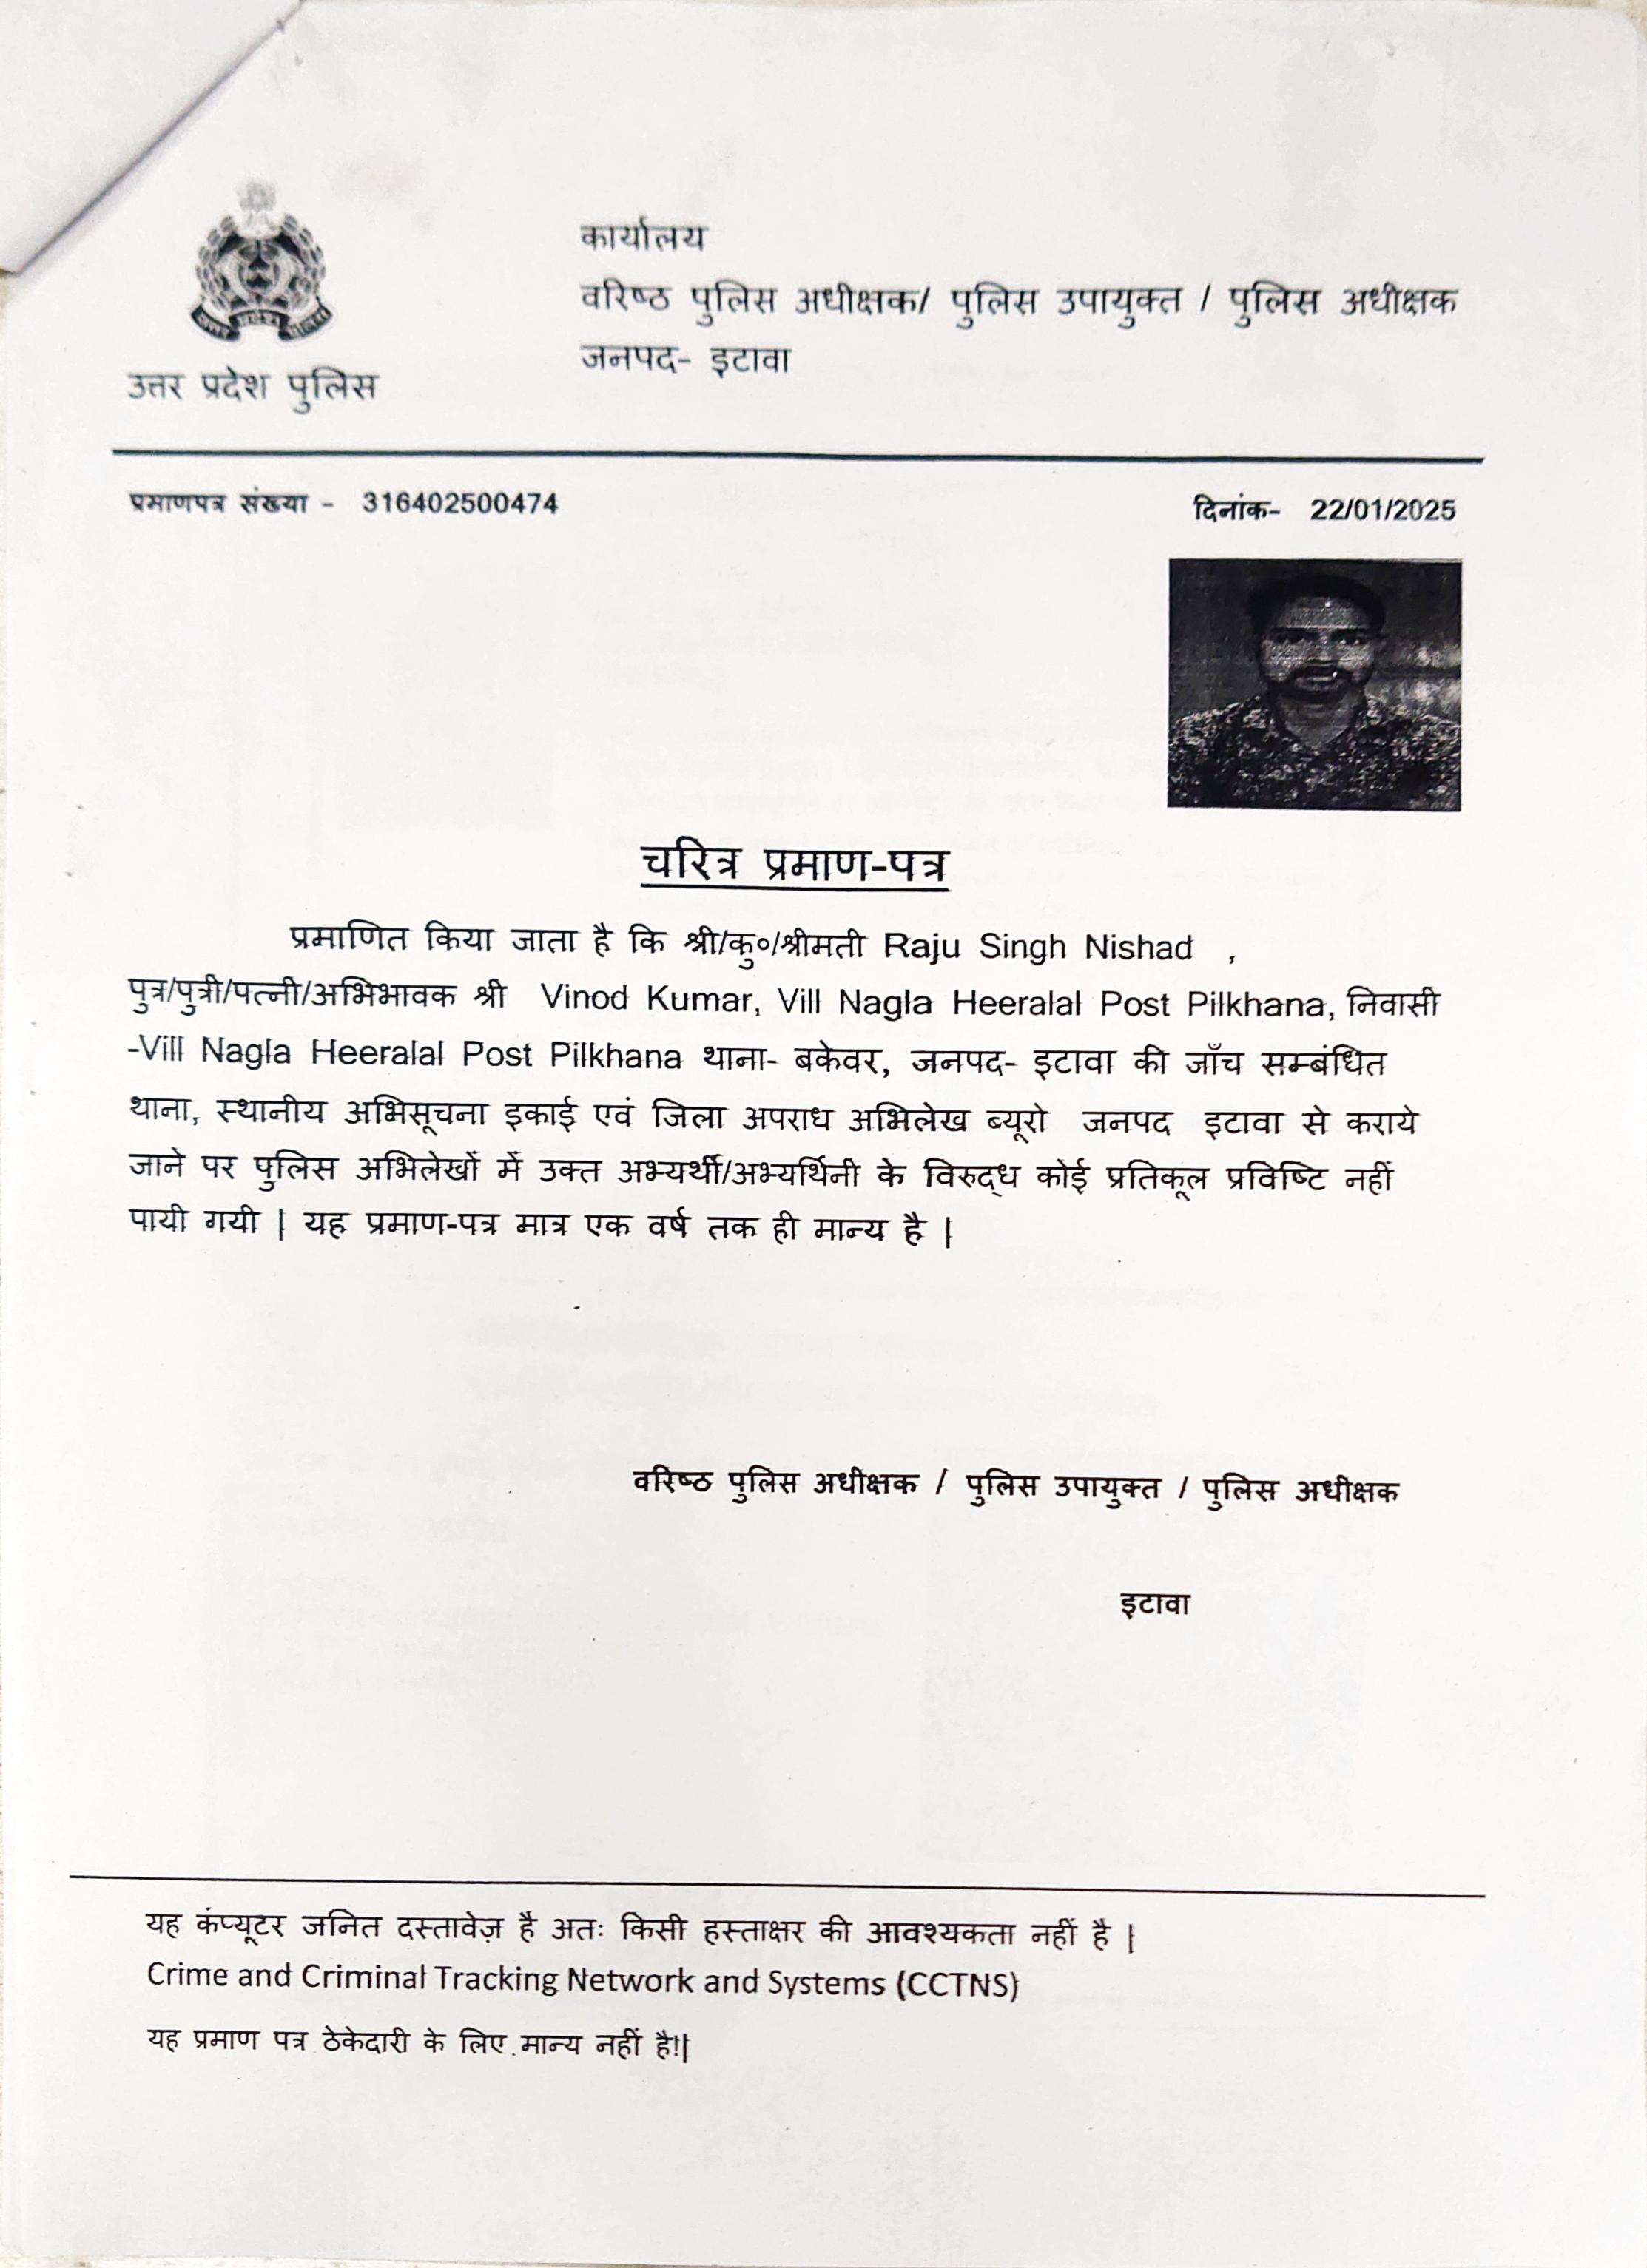 कार्यालय
वरिष्ठ पुलिस अधीक्षक/ पुलिस उपायुक्त / पुलिस अधीक्षक
जनपद- इटावा
उत्तर प्रदेश पुलिस
प्रमाणपत्र संख्या - 316402500474
दिनांक- 22/01/2025
चरित्र प्रमाण-पत्र
प्रमाणित किया जाता है कि श्री/कु०/श्रीमती Raju Singh Nishad ,
पुत्र/पुत्री/पत्नी/अभिभावक श्री Vinod Kumar, Vill Nagla Heeralal Post Pilkhana, निवासी
-Vill Nagla Heeralal Post Pilkhana थाना- बकेवर, जनपद- इटावा की जाँच सम्बंधित
थाना, स्थानीय अभिसूचना इकाई एवं जिला अपराध अभिलेख ब्यूरो जनपद इटावा से कराये
जाने पर पुलिस अभिलेखों में उक्त अभ्यर्थी/अभ्यर्थिनी के विरुद्ध कोई प्रतिकूल प्रविष्टि नहीं
पायी गयी | यह प्रमाण-पत्र मात्र एक वर्ष तक ही मान्य है |
वरिष्ठ पुलिस अधीक्षक / पुलिस उपायुक्त / पुलिस अधीक्षक
इटावा
यह कंप्यूटर जनित दस्तावेज़ है अतः किसी हस्ताक्षर की आवश्यकता नहीं है |
Crime and Criminal Tracking Network and Systems (CCTNS)
यह प्रमाण पत्र ठेकेदारी के लिए मान्य नहीं है!|